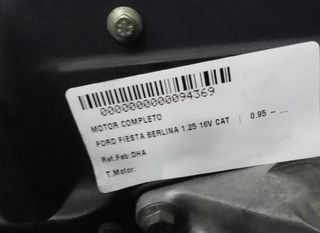 0000000000094369
MOTOR COMPLETO
FORD FIESTA BERLINA 1.25 16V CAT | 0.95 - ...
Ref.Fab:DHA
T.Motor: